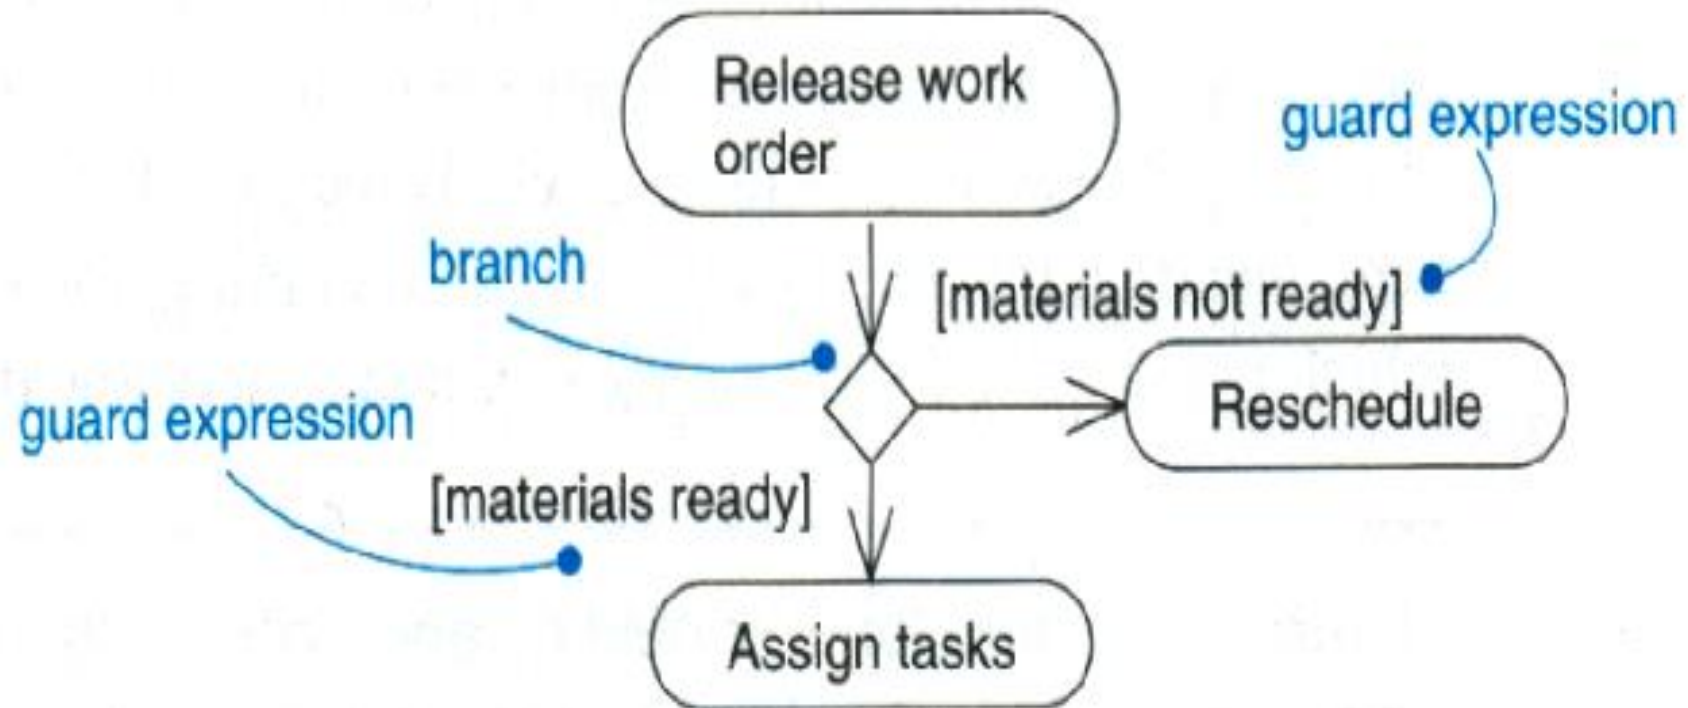 Release work
order
guard expression
branch
[materials not ready]
guard expression
Reschedule
[materials ready]
Assign tasks